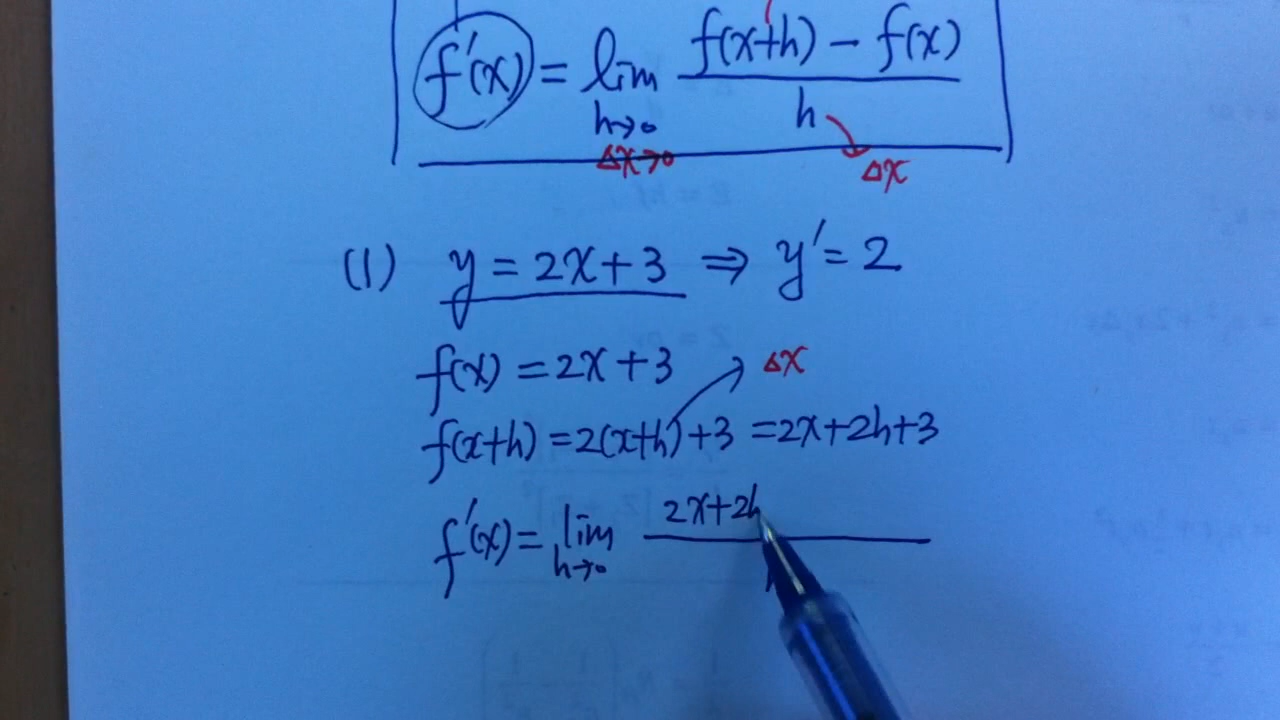 f'(x) = lim h→0 f(x+h) − f(x) / h
Δx→0 Δx
(1) y = 2x+3 ⇒ y' = 2
f(x) = 2x+3 Δx
f(x+h) = 2(x+h)+3 = 2x+2h+3
f'(x) = lim h→0 2x+2h